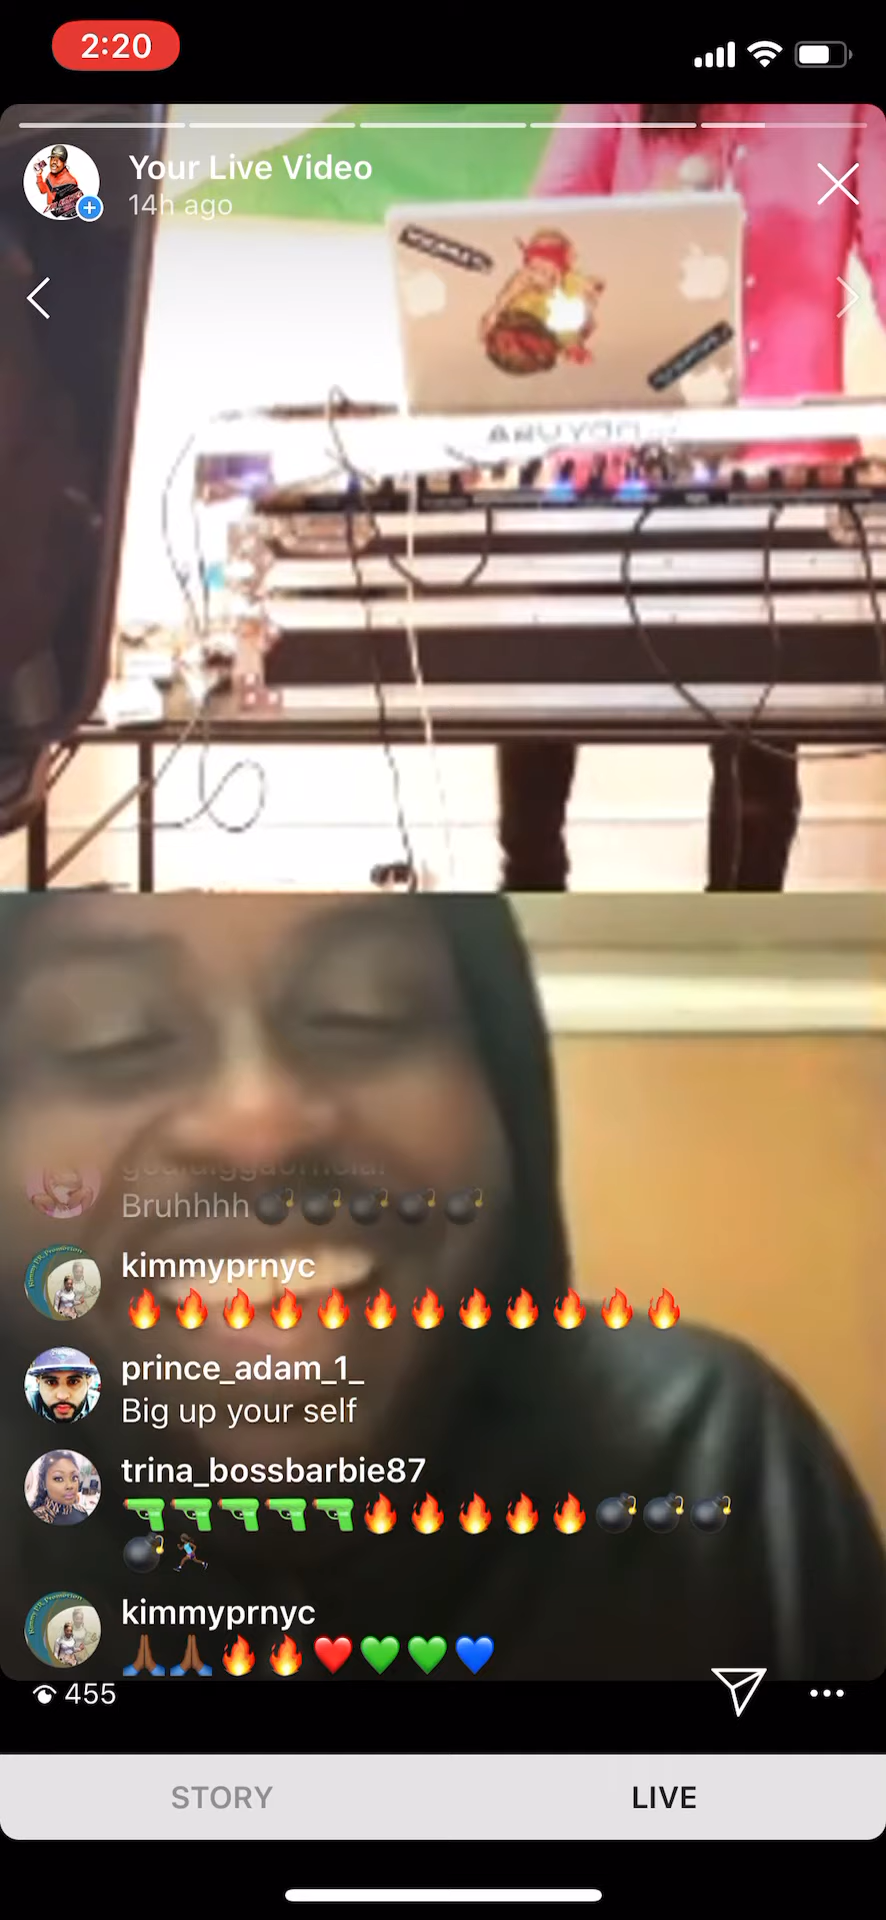 2:20
Your Live Video
14h ago
Bruhhhh💣💣💣💣💣
kimmyprnyc
🔥🔥🔥🔥🔥🔥🔥🔥🔥🔥🔥🔥
prince_adam_1_
Big up your self
trina_bossbarbie87
🔫🔫🔫🔫🔫🔥🔥🔥🔥🔥💣💣💣
💣🏃🏿‍♀️
kimmyprnyc
🙏🏾🙏🏾🔥🔥❤️💚💚💙
455
STORY
LIVE